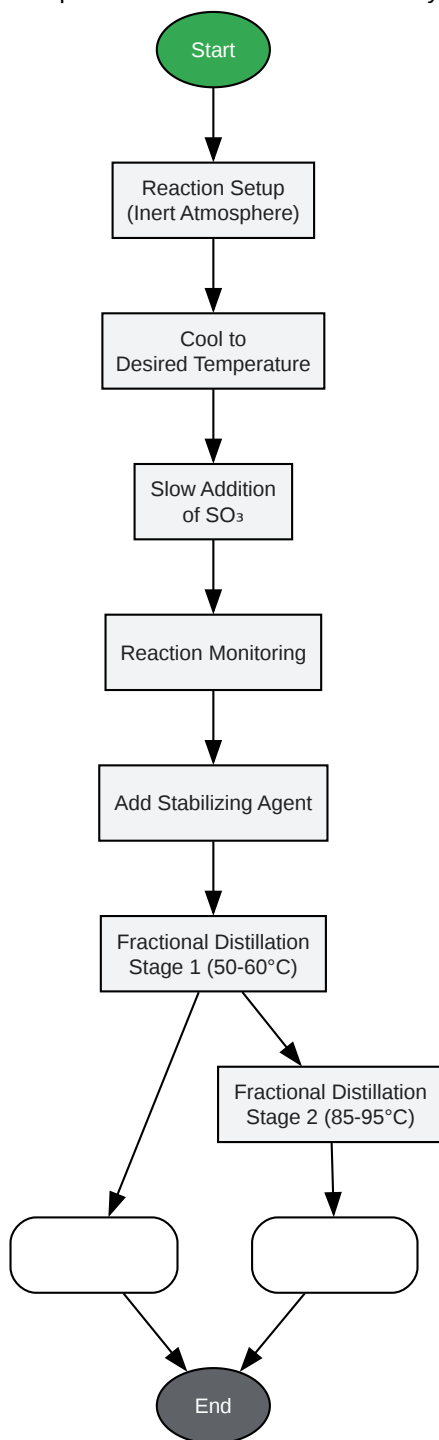 Start
Reaction Setup
(Inert Atmosphere)
Cool to
Desired Temperature
Slow Addition
of SO₃
Reaction Monitoring
Add Stabilizing Agent
Fractional Distillation
Stage 1 (50-60°C)
Fractional Distillation
Stage 2 (85-95°C)
End